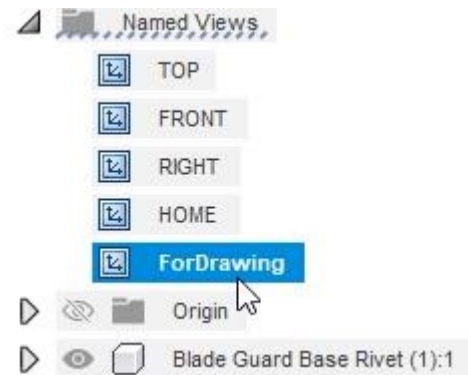 Named Views
TOP
FRONT
RIGHT
HOME
ForDrawing
Origin
Blade Guard Base Rivet (1):1